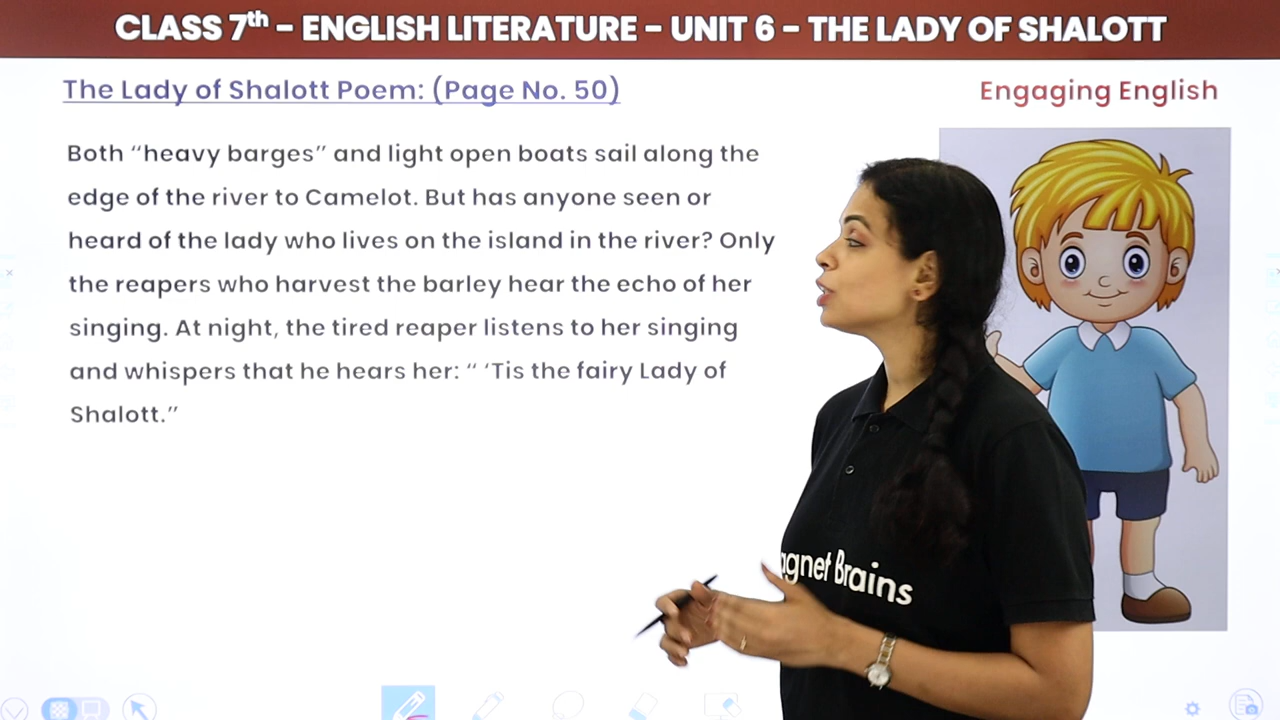 CLASS 7th - ENGLISH LITERATURE - UNIT 6 - THE LADY OF SHALOTT
The Lady of Shalott Poem: (Page No. 50)
Engaging English
Both “heavy barges” and light open boats sail along the
edge of the river to Camelot. But has anyone seen or
heard of the lady who lives on the island in the river? Only
the reapers who harvest the barley hear the echo of her
singing. At night, the tired reaper listens to her singing
and whispers that he hears her: “ ‘Tis the fairy Lady of
Shalott.”
agnet Brains